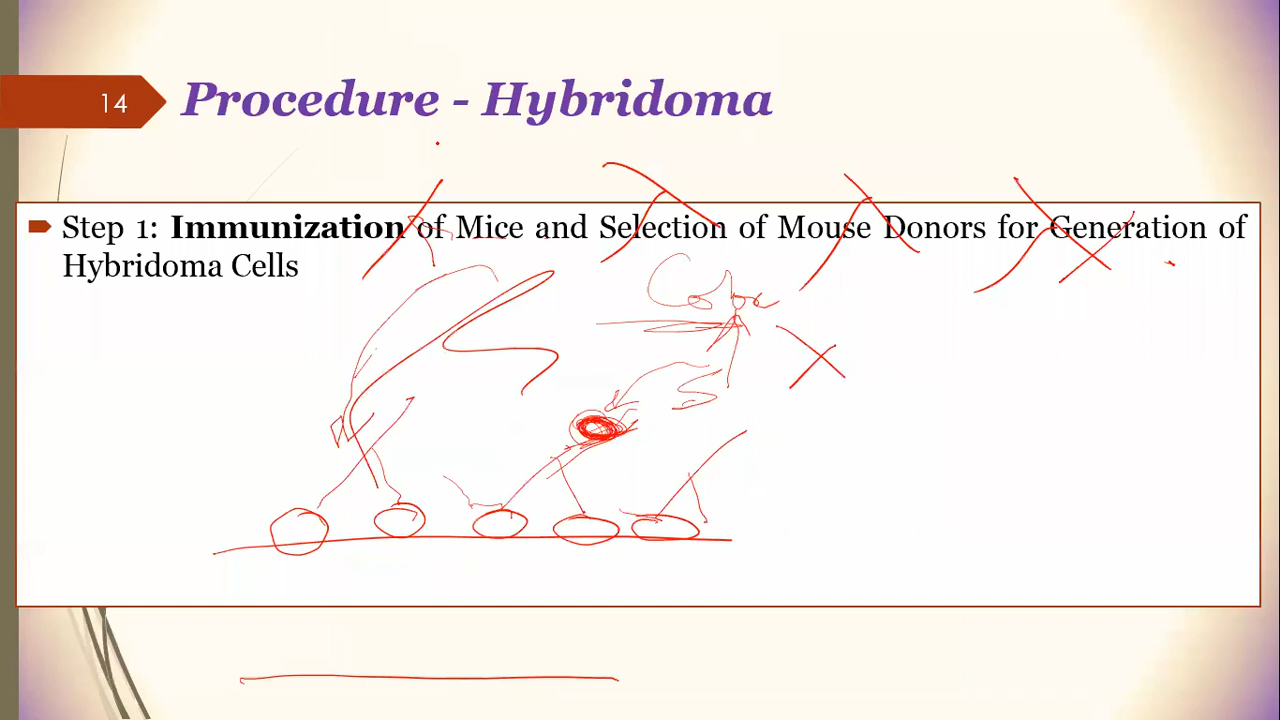 14
Procedure - Hybridoma
Step 1: Immunization of Mice and Selection of Mouse Donors for Generation of
Hybridoma Cells